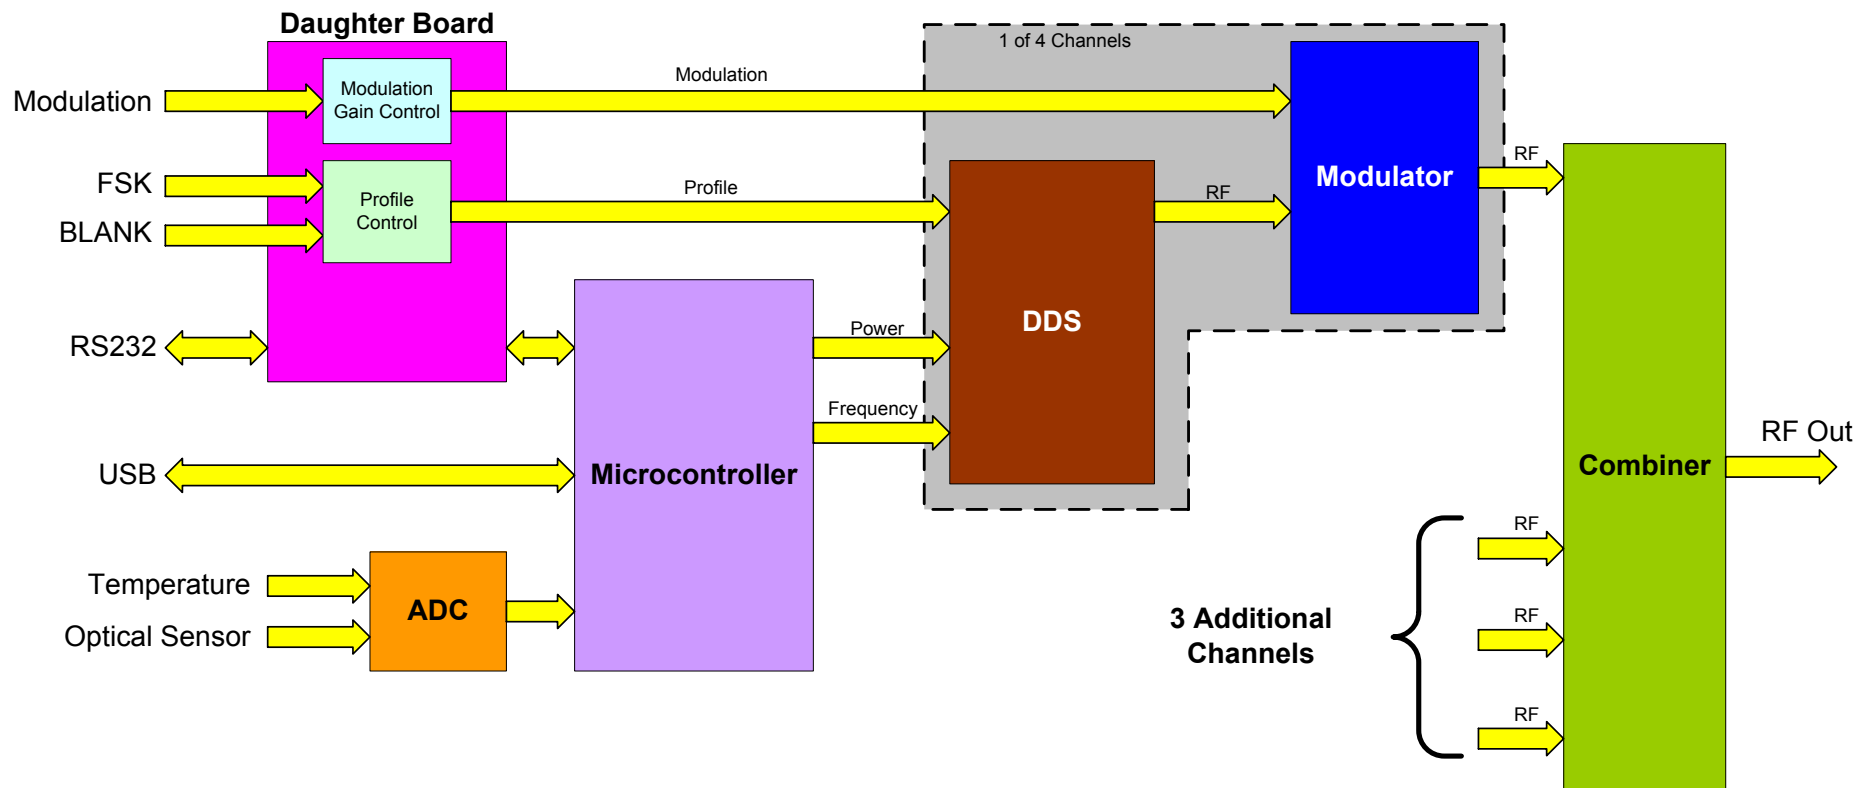 Daughter Board
1 of 4 Channels
Modulation
Modulation
Gain Control
Modulation
FSK
BLANK
Profile
Control
Profile
RF
Modulator
RF
DDS
RS232
Power
Frequency
USB
Microcontroller
Combiner
RF Out
Temperature
Optical Sensor
ADC
3 Additional
Channels
RF
RF
RF